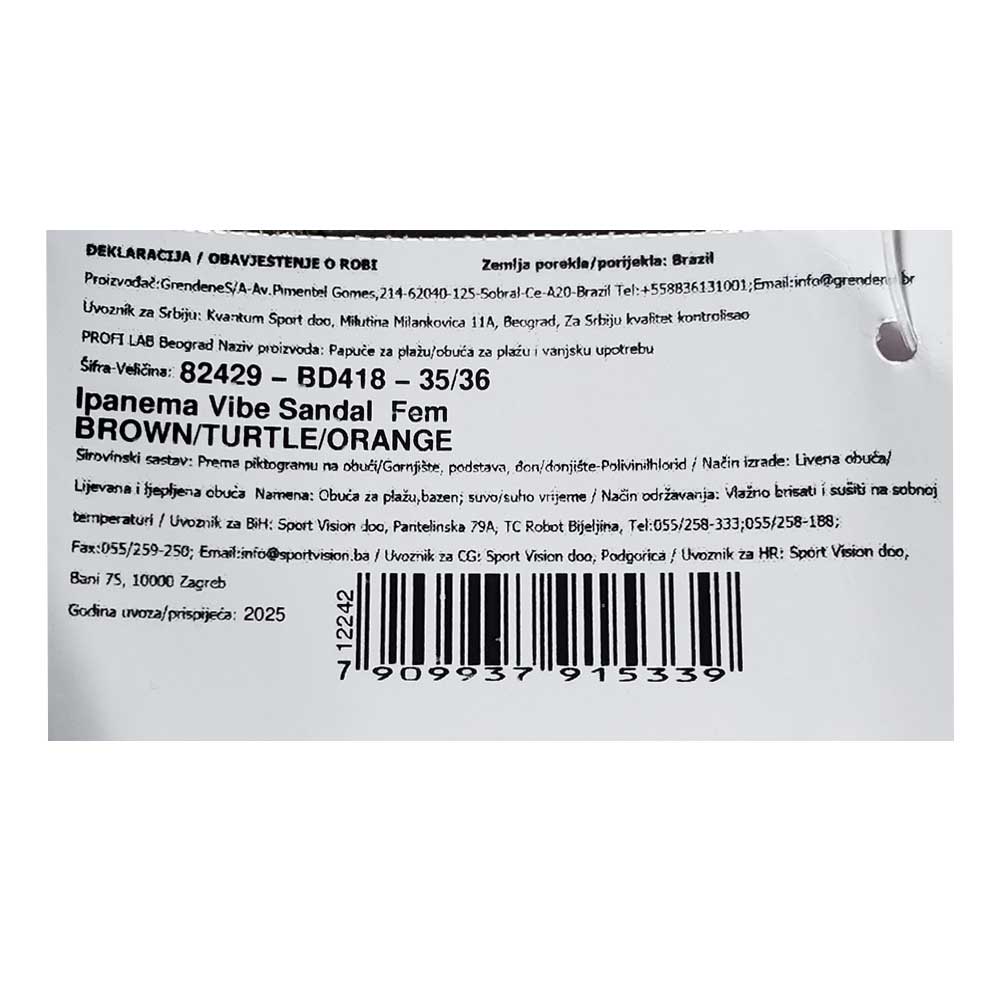 DEKLARACIJA / OBAVJEŠTENJE O ROBI Zemlja porekla/porijekla: Brazil
Proizvođač:GrendeneS/A-Av.Pimentel Gomes,214-62040-125-Sobral-Ce-A20-Brazil Tel:+558836131001;Email:info@grendene.br
Uvoznik za Srbiju: Kvantum Sport doo, Milutina Milankovica 11A, Beograd, Za Srbiju kvalitet kontrolisao
PROFI LAB Beograd Naziv proizvoda: Papuče za plažu/obuća za plažu i vanjsku upotrebu
Šifra-Veličina: 82429 – BD418 – 35/36
Ipanema Vibe Sandal Fem
BROWN/TURTLE/ORANGE
Sirovinski sastav: Prema piktogramu na obući/Gornjište, podstava, đon/donjište-Polivinilhlorid / Način izrade: Livena obuća/
Lijevana i ljepljena obuća Namena: Obuća za plažu,bazen; suvo/suho vrijeme / Način održavanja: Vlažno brisati i sušiti na sobnoj
temperaturi / Uvoznik za BiH: Sport Vision doo, Pantelinska 79A, TC Robot Bijeljina, Tel:055/258-333;055/258-188;
Fax:055/259-250; Email:info@sportvision.ba / Uvoznik za CG: Sport Vision doo, Podgorica / Uvoznik za HR: Sport Vision doo,
Bani 75, 10000 Zagreb
Godina uvoza/prispijeća: 2025
12242
7 909937 915339